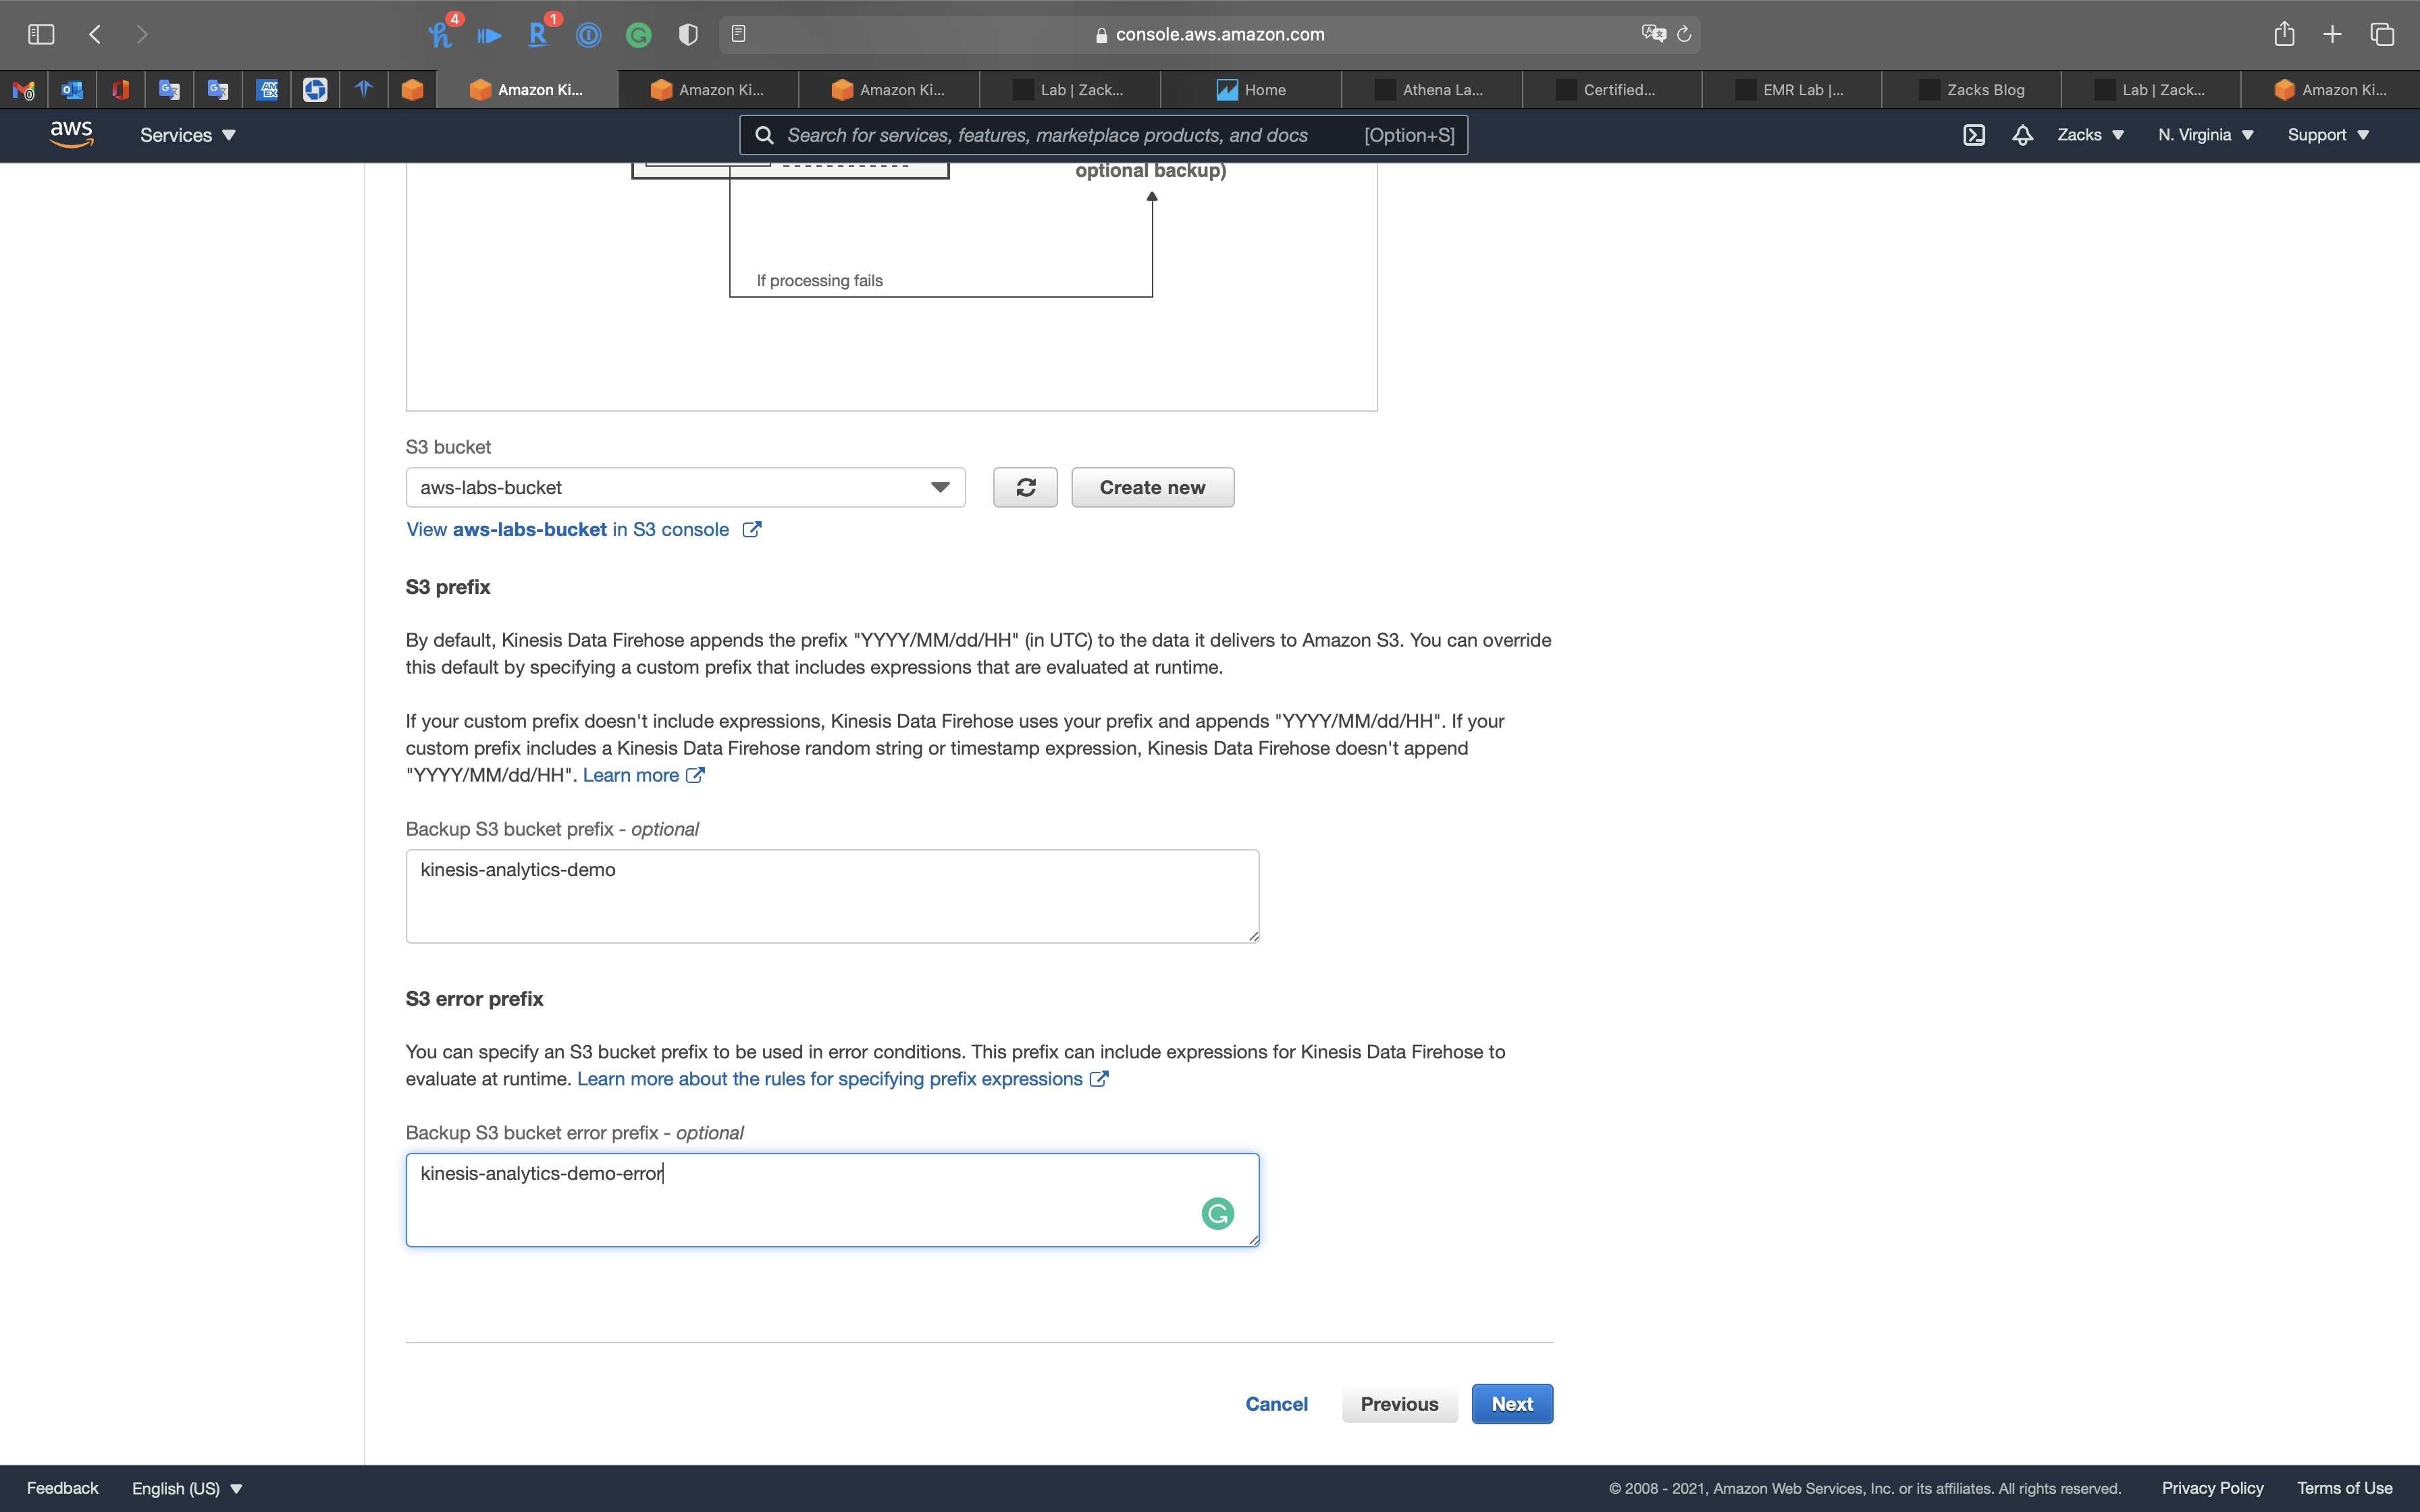 4
1
console.aws.amazon.com
Amazon Ki...
Amazon Ki...
Amazon Ki...
Lab | Zack...
Home
Athena La...
Certified...
EMR Lab |...
Zacks Blog
Lab | Zack...
Amazon Ki...
aws
Services
Search for services, features, marketplace products, and docs
[Option+S]
Zacks
N. Virginia
Support
optional backup)
If processing fails
S3 bucket
aws-labs-bucket
Create new
View aws-labs-bucket in S3 console
S3 prefix
By default, Kinesis Data Firehose appends the prefix "YYYY/MM/dd/HH" (in UTC) to the data it delivers to Amazon S3. You can override
this default by specifying a custom prefix that includes expressions that are evaluated at runtime.
If your custom prefix doesn't include expressions, Kinesis Data Firehose uses your prefix and appends "YYYY/MM/dd/HH". If your
custom prefix includes a Kinesis Data Firehose random string or timestamp expression, Kinesis Data Firehose doesn't append
"YYYY/MM/dd/HH". Learn more
Backup S3 bucket prefix - optional
kinesis-analytics-demo
S3 error prefix
You can specify an S3 bucket prefix to be used in error conditions. This prefix can include expressions for Kinesis Data Firehose to
evaluate at runtime. Learn more about the rules for specifying prefix expressions
Backup S3 bucket error prefix - optional
kinesis-analytics-demo-error
Cancel
Previous
Next
Feedback
English (US)
© 2008 - 2021, Amazon Web Services, Inc. or its affiliates. All rights reserved.
Privacy Policy
Terms of Use